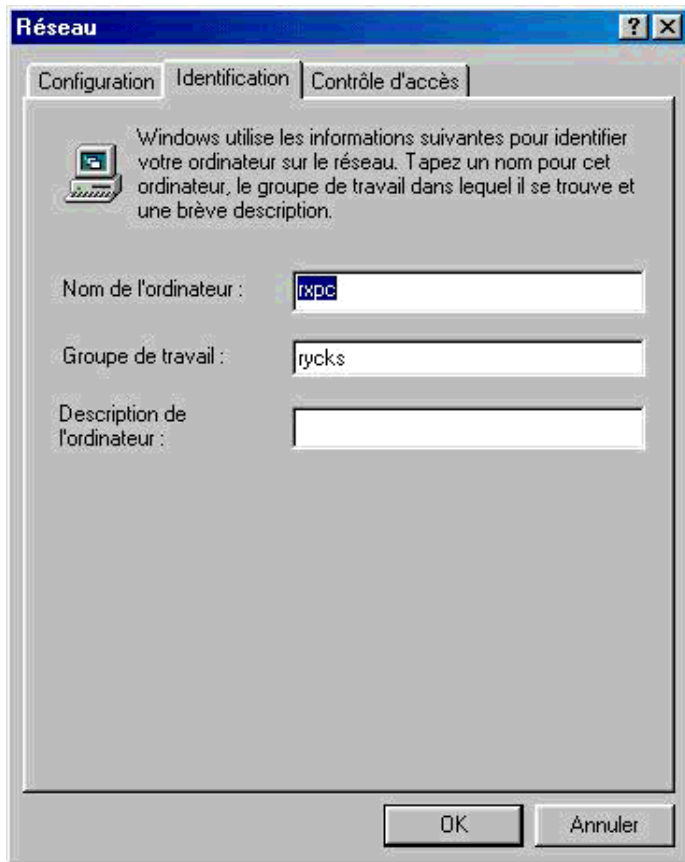 Réseau
Configuration Identification Contrôle d'accès
Windows utilise les informations suivantes pour identifier
votre ordinateur sur le réseau. Tapez un nom pour cet
ordinateur, le groupe de travail dans lequel il se trouve et
une brève description.
Nom de l'ordinateur : rxpc
Groupe de travail : rycks
Description de
l'ordinateur :
OK Annuler